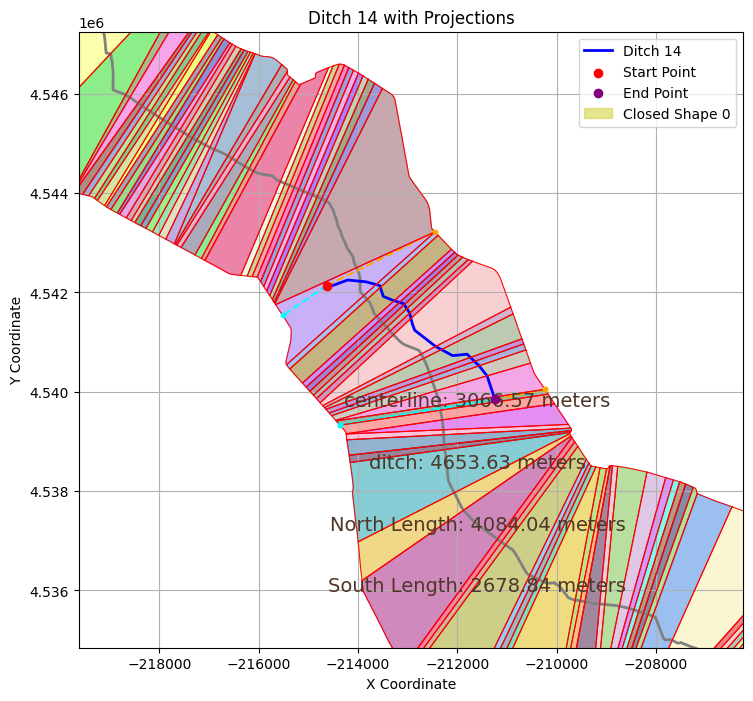 Ditch 14 with Projections
1e6
Ditch 14
Start Point
End Point
Closed Shape 0
4.546
4.544
4.542
4.540
4.538
4.536
Y Coordinate
centerline: 3066.57 meters
ditch: 4653.63 meters
North Length: 4084.04 meters
South Length: 2678.84 meters
−218000 −216000 −214000 −212000 −210000 −208000
X Coordinate